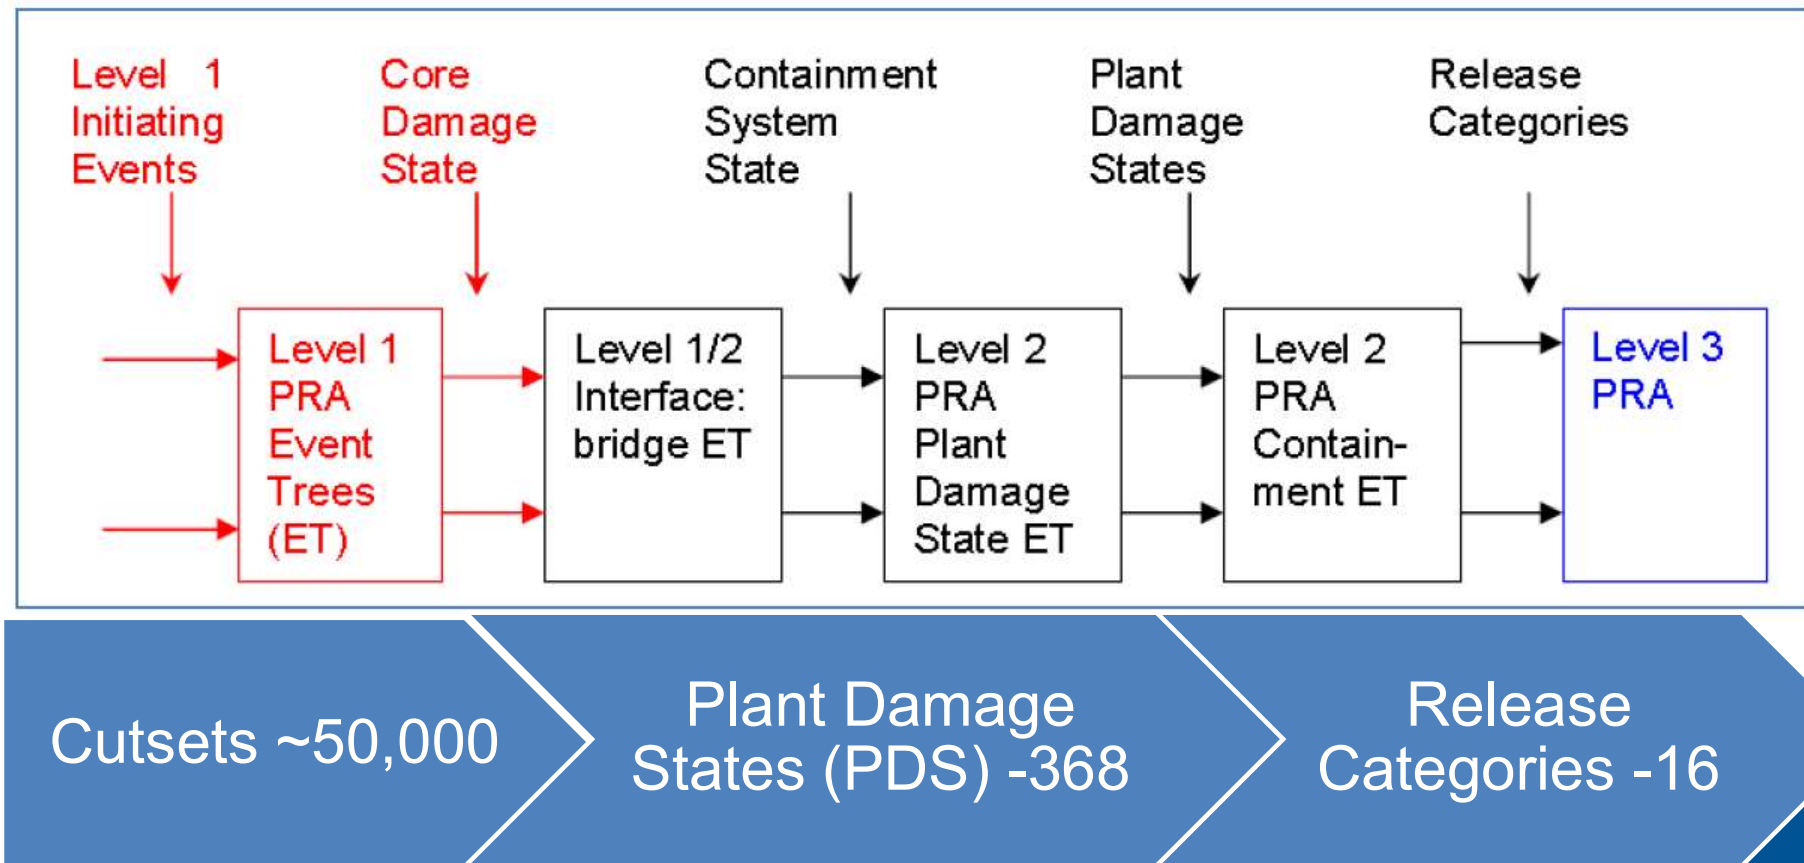 Level 1
Initiating
Events
Core
Damage
State
Containment
System
State
Plant
Damage
States
Release
Categories
Level 1
PRA
Event
Trees
(ET)
Level 1/2
Interface:
bridge ET
Level 2
PRA
Plant
Damage
State ET
Level 2
PRA
Contain-
ment ET
Level 3
PRA
Cutsets ~50,000
Plant Damage
States (PDS) -368
Release
Categories -16